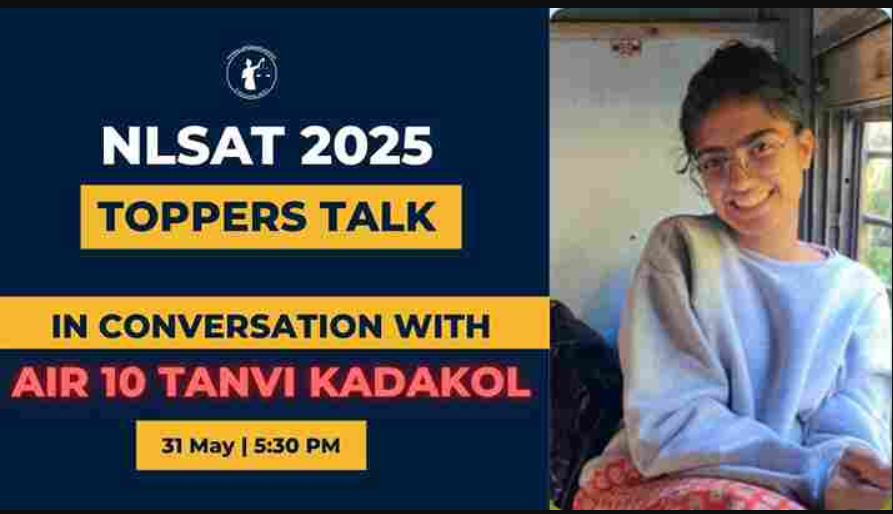 NLSAT 2025
TOPPERS TALK
IN CONVERSATION WITH
AIR 10 TANVI KADAKOL
31 May | 5:30 PM